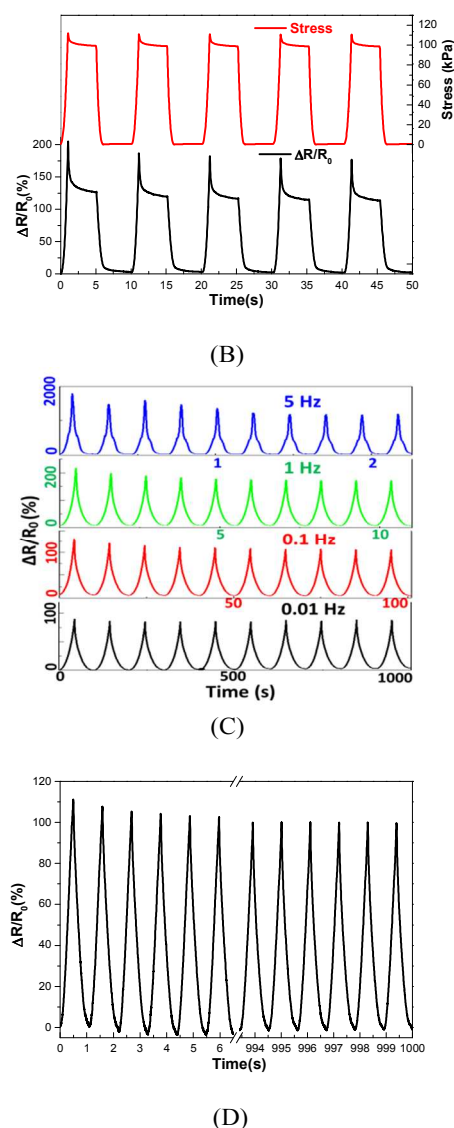 120
100
80
60
40
20
0
Stress (kPa)
Stress
200
150
100
50
0
ΔR/R₀(%)
ΔR/R₀
0 5 10 15 20 25 30 35 40 45 50
Time(s)
(B)
2000
0
5 Hz
1 2
200
0
1 Hz
5 10
100
0
0.1 Hz
50 100
100
0
0.01 Hz
ΔR/R₀(%)
0 500 1000
Time (s)
(C)
120
100
80
60
40
20
0
ΔR/R₀(%)
0 1 2 3 4 5 6 994 995 996 997 998 999 1000
Time(s)
(D)